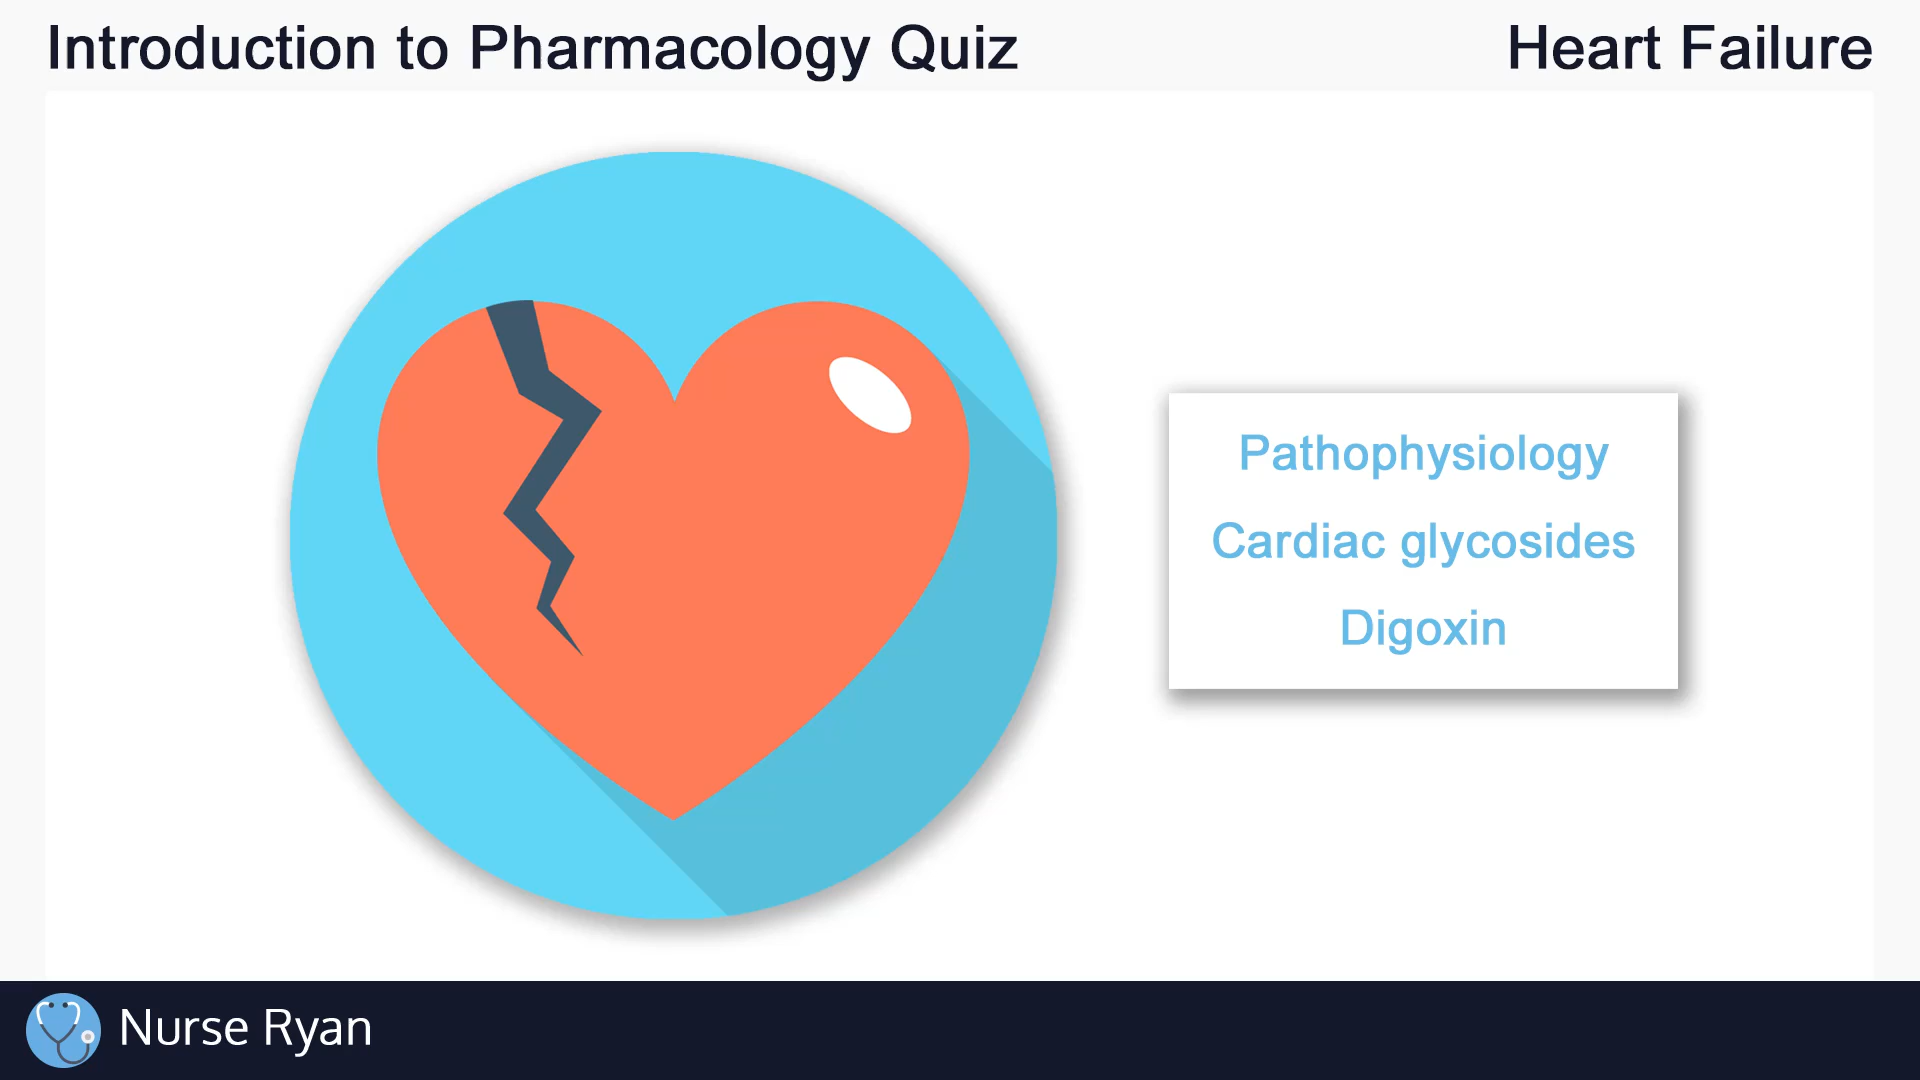 Introduction to Pharmacology Quiz
Heart Failure
Pathophysiology
Cardiac glycosides
Digoxin
Nurse Ryan